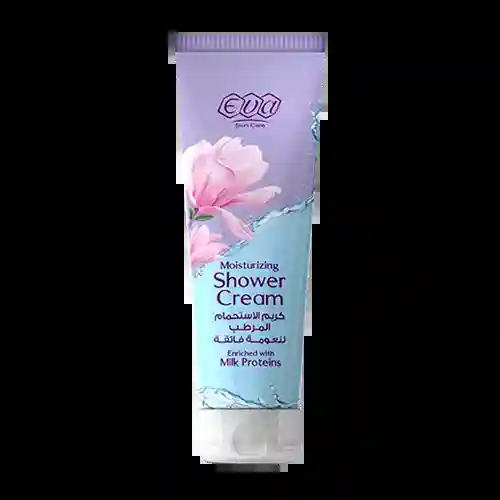 eva
Skin Care
Moisturizing
Shower
Cream
كريم الاستحمام
المرطب
لنعومة فائقة
Enriched with
Milk Proteins